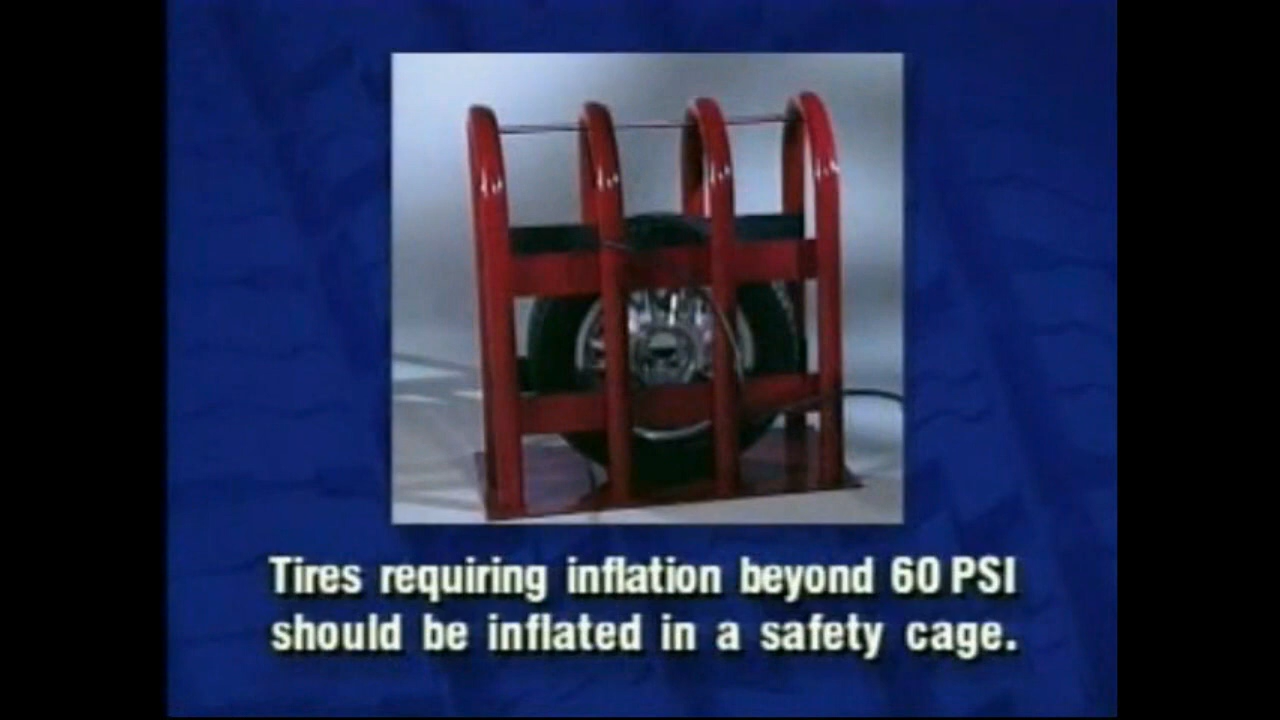 Tires requiring inflation beyond 60 PSI
should be inflated in a safety cage.